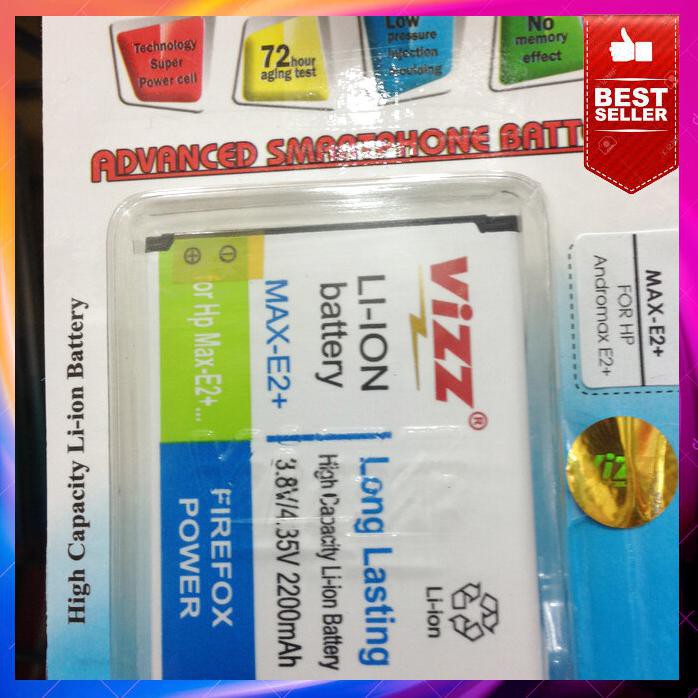 Technology
Super
Power cell
72 hour
aging test
Low
pressure
Injection
moulding
No
memory
effect
BEST
SELLER
ADVANCED SMARTPHONE BATT
High Capacity Li-ion Battery
Vizz®
LI-ION
battery
MAX-E2+
for Hp Max-E2+...
Long Lasting
High Capacity Li-ion Battery
3.8V/4.35V 2200mAh
FIREFOX
POWER
Li-Ion
MAX-E2+
FOR HP
Andromax E2+